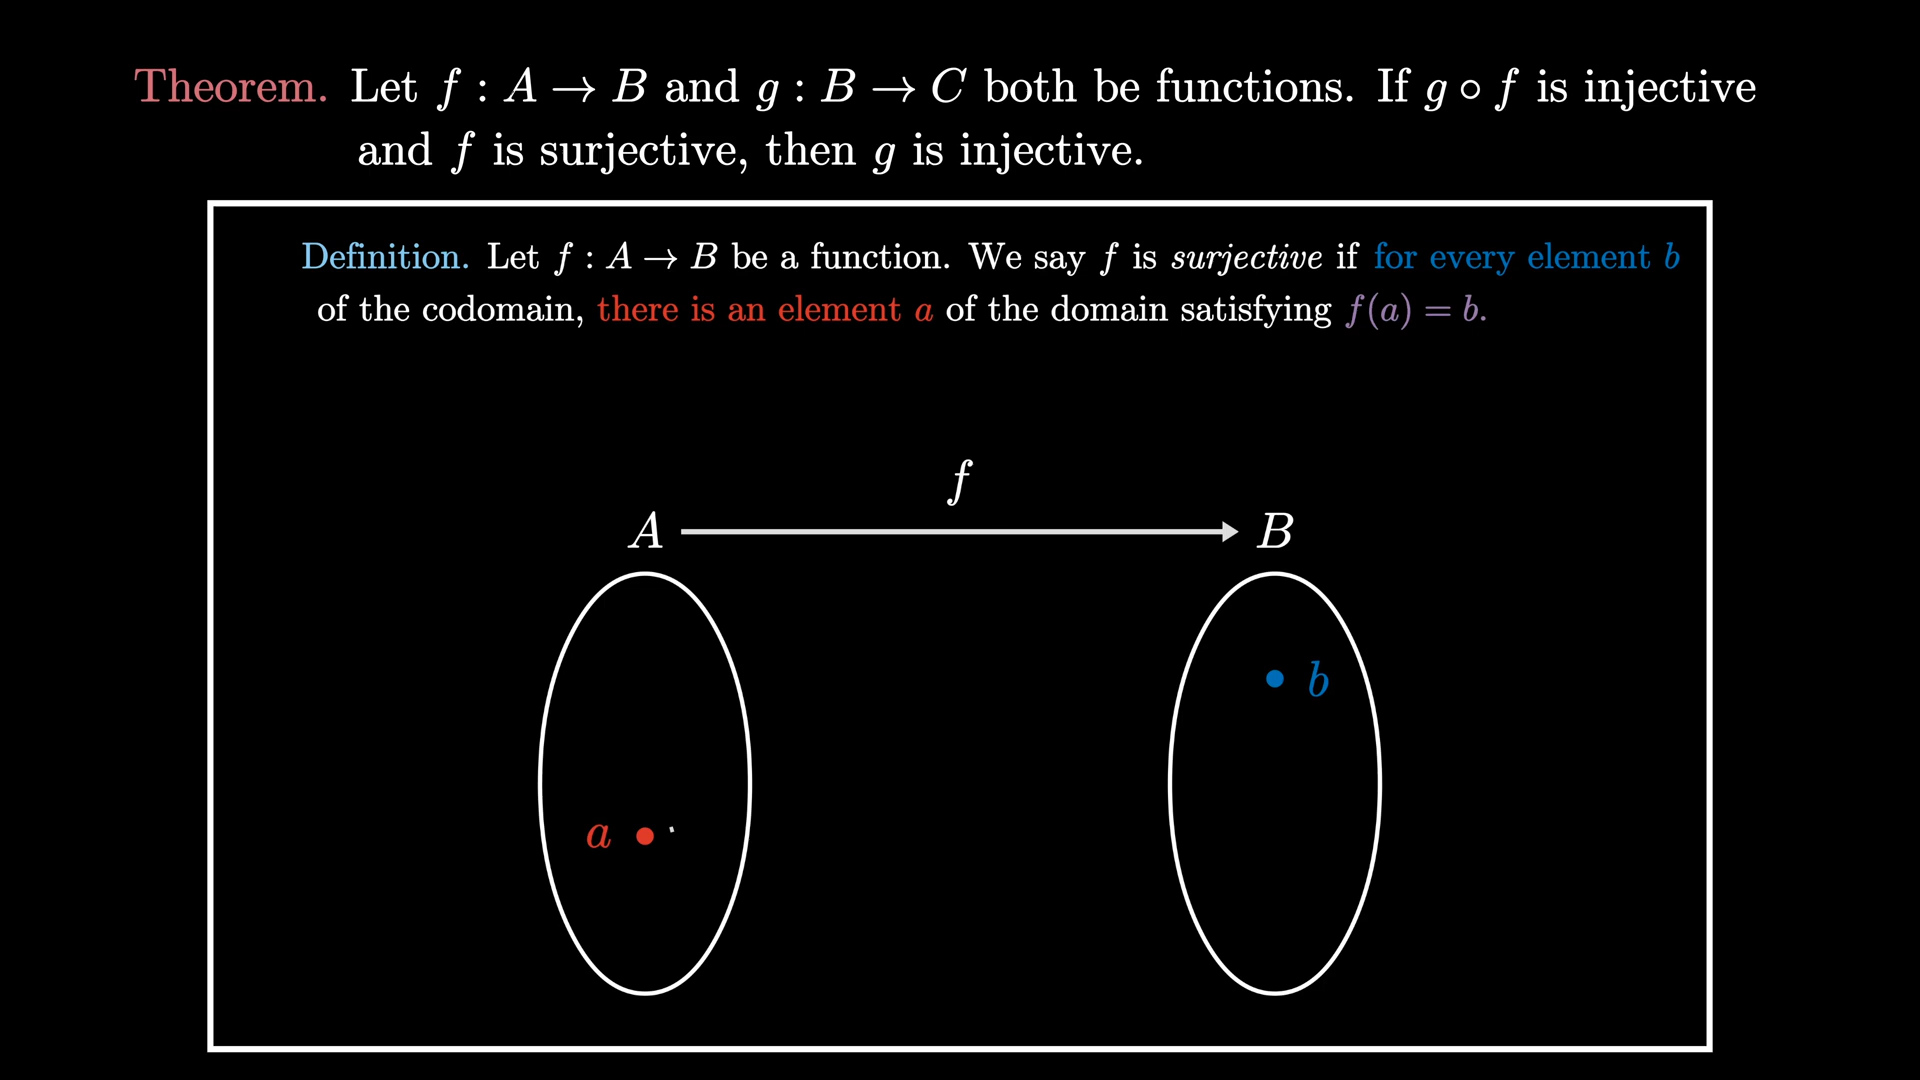 Theorem. Let f : A → B and g : B → C both be functions. If g ∘ f is injective
and f is surjective, then g is injective.
Definition. Let f : A → B be a function. We say f is surjective if for every element b
of the codomain, there is an element a of the domain satisfying f(a) = b.
f
A B
b
a